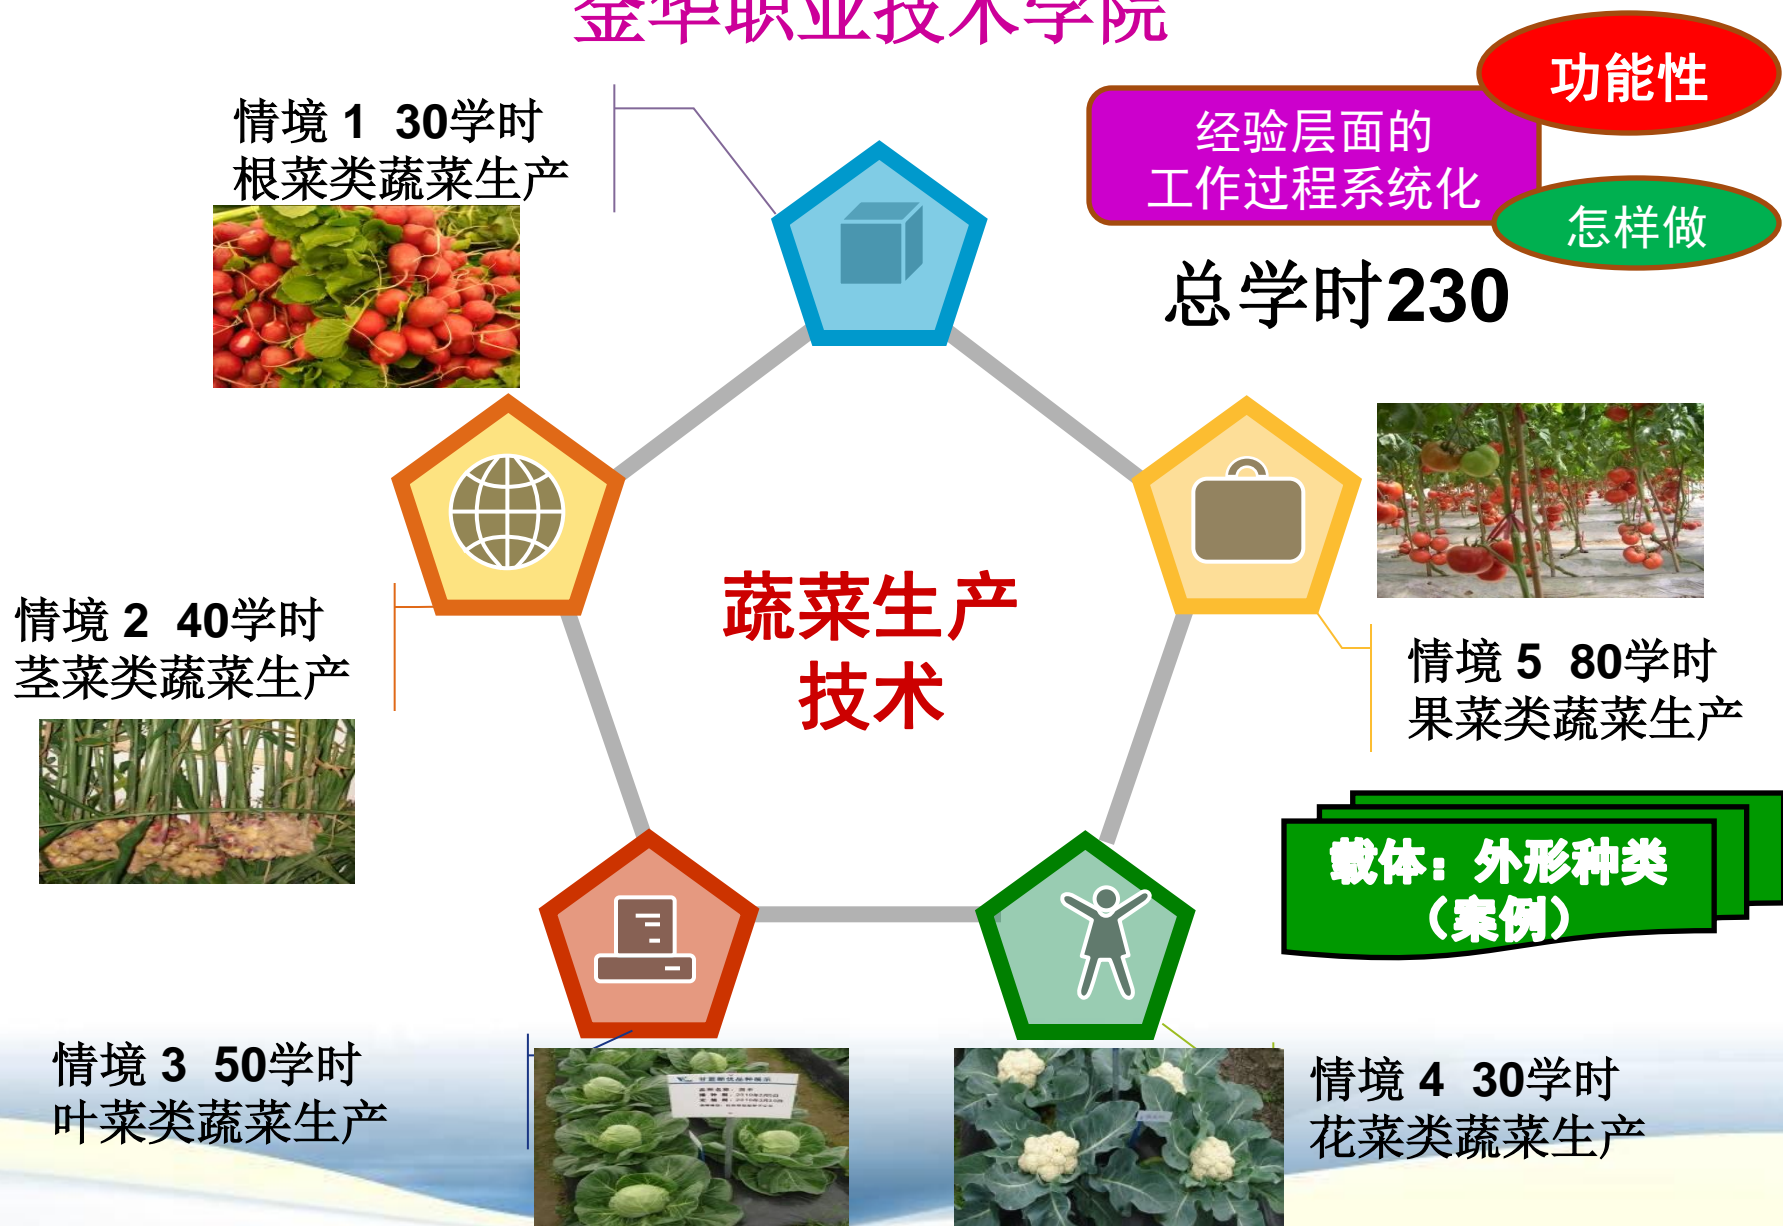 金华职业技术学院
功能性
经验层面的
工作过程系统化
怎样做
总学时230
情境 1 30学时
根菜类蔬菜生产
情境 2 40学时
茎菜类蔬菜生产
蔬菜生产
技术
情境 5 80学时
果菜类蔬菜生产
载体：外形种类
（案例）
情境 3 50学时
叶菜类蔬菜生产
情境 4 30学时
花菜类蔬菜生产